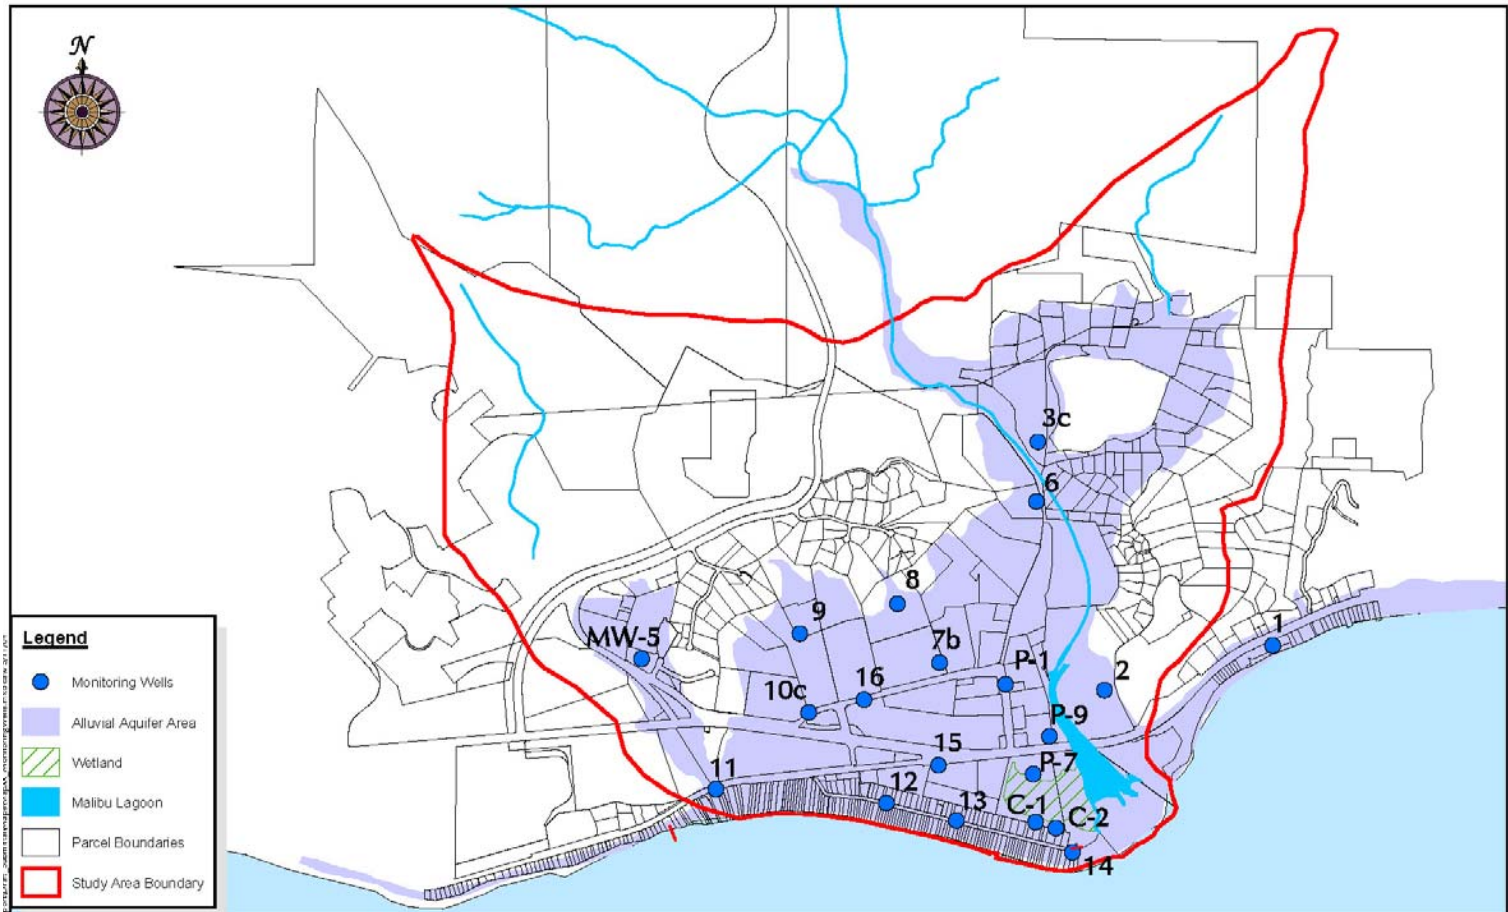 N
3c
6
8
9
MW-5
7b
P-1
2
1
10c
16
P-9
15
P-7
11
12
13
C-1
C-2
14
Legend
Monitoring Wells
Alluvial Aquifer Area
Wetland
Malibu Lagoon
Parcel Boundaries
Study Area Boundary